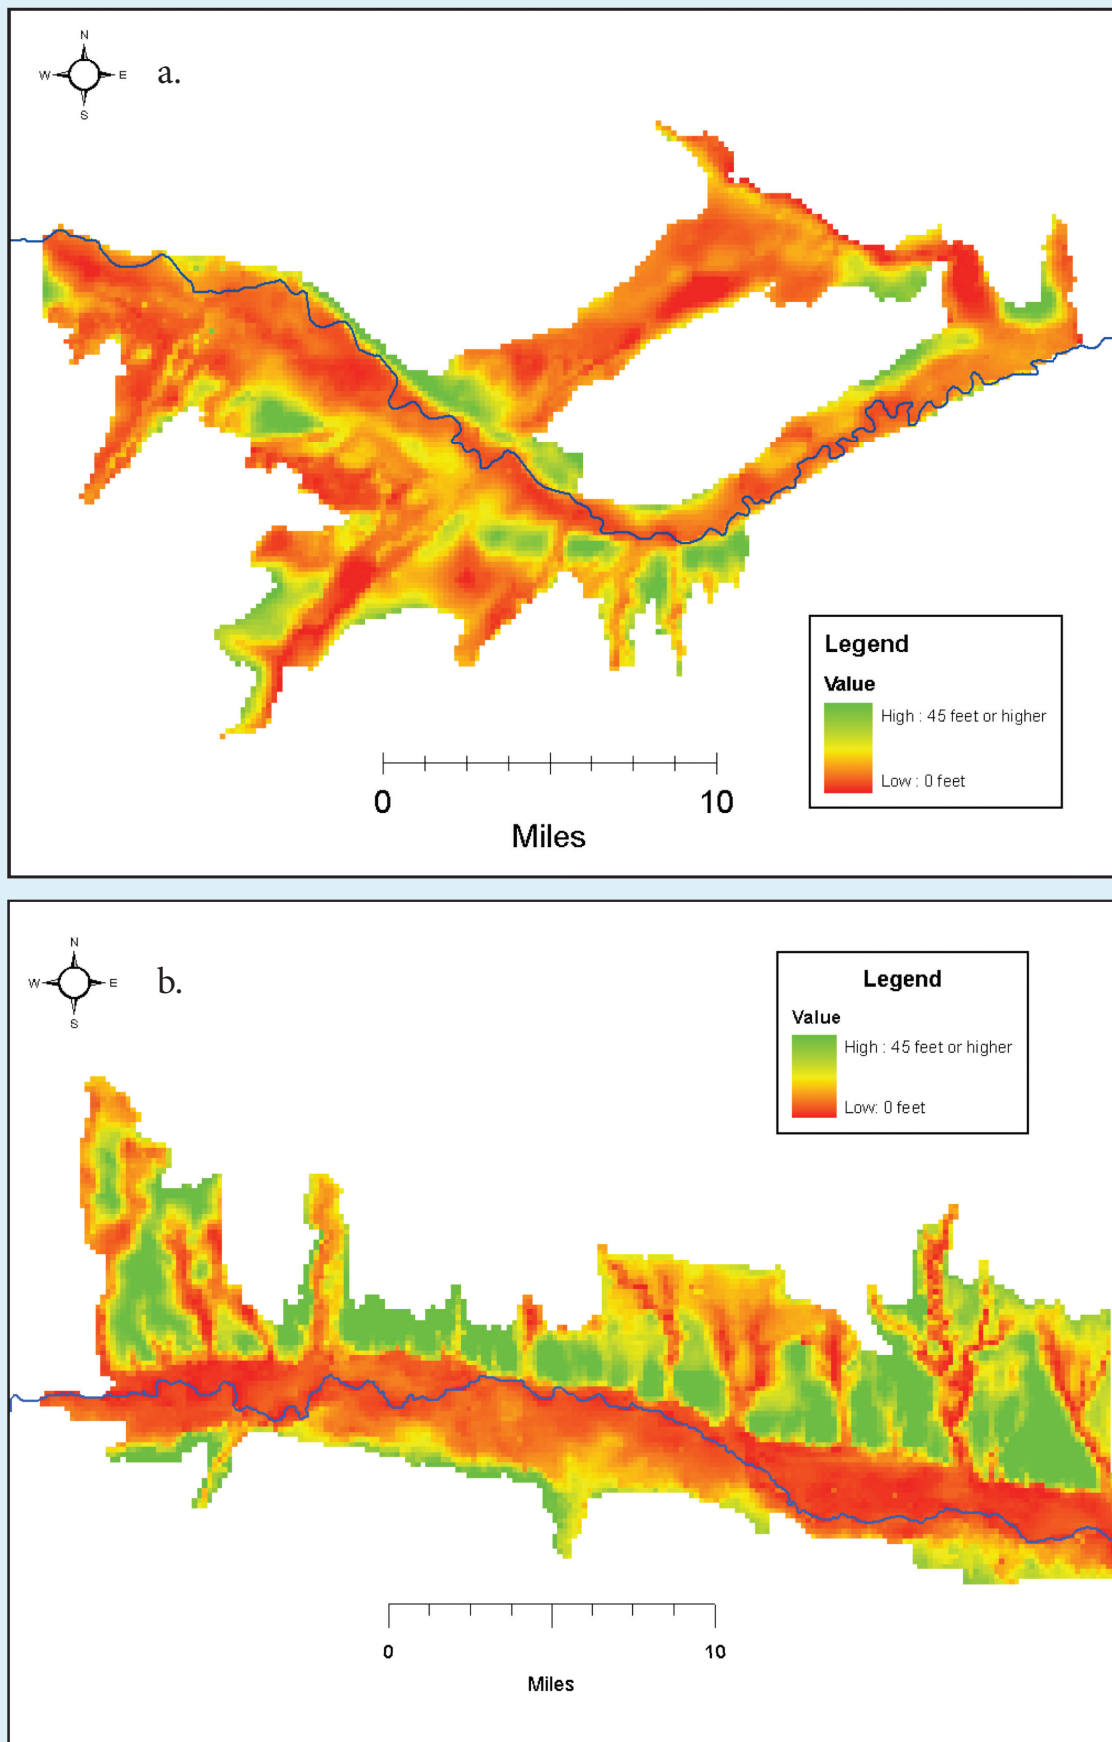 N
W E
S
a.
Legend
Value
High : 45 feet or higher
Low : 0 feet
0 10
Miles
N
W E
S
b.
Legend
Value
High : 45 feet or higher
Low: 0 feet
0 10
Miles